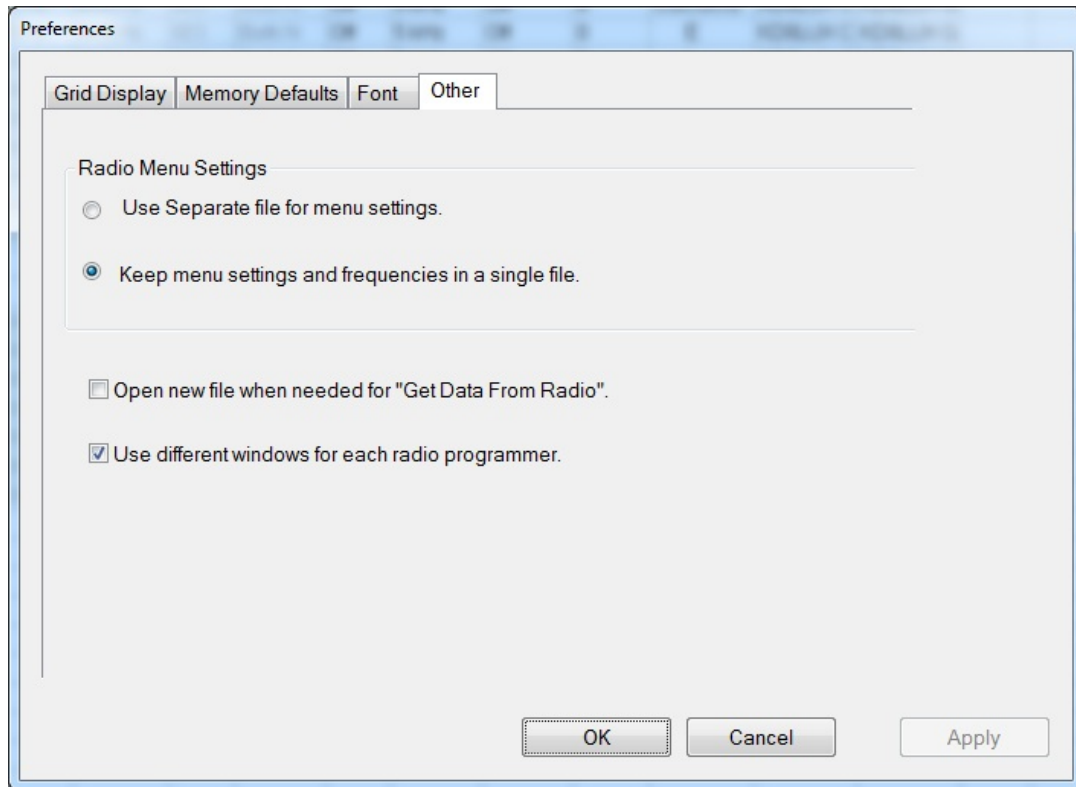 Preferences
Grid Display Memory Defaults Font Other
Radio Menu Settings
Use Separate file for menu settings.
Keep menu settings and frequencies in a single file.
Open new file when needed for "Get Data From Radio".
Use different windows for each radio programmer.
OK Cancel Apply